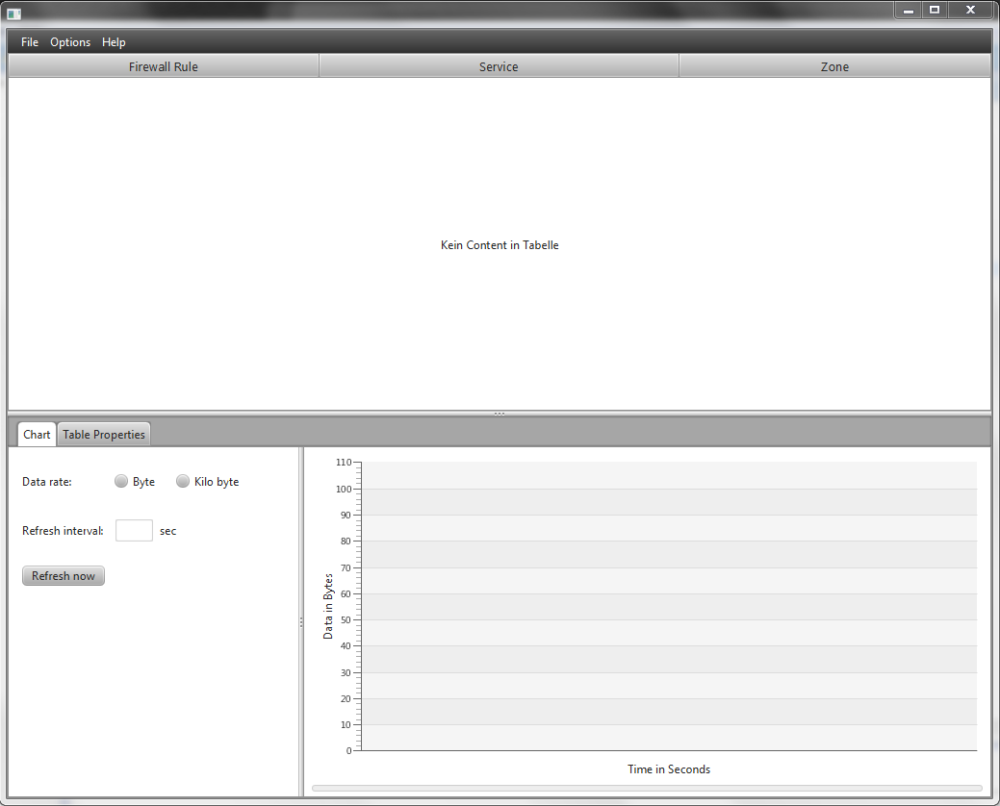 File Options Help
Firewall Rule Service Zone
Kein Content in Tabelle
Chart Table Properties
Data rate: Byte Kilo byte
Refresh interval: sec
Refresh now
Data in Bytes
110
100
90
80
70
60
50
40
30
20
10
0
Time in Seconds